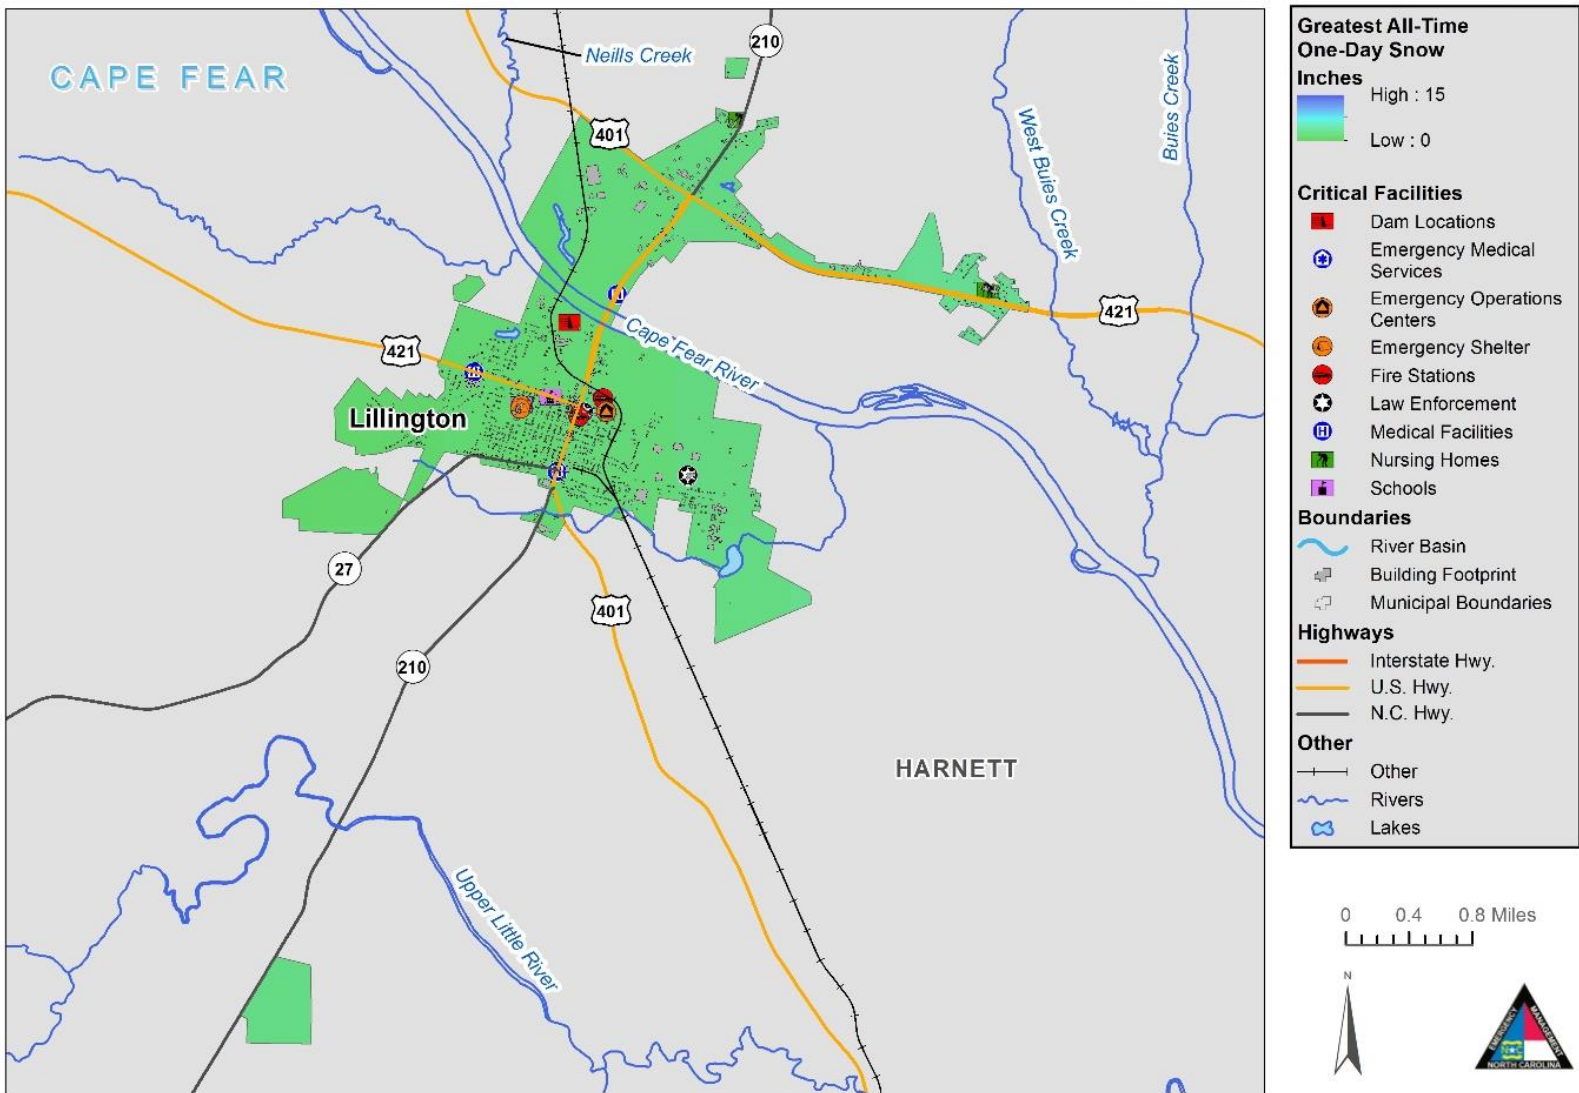 CAPE FEAR
Neills Creek
210
401
West Buies Creek
Buies Creek
421
421
Cape Fear River
Lillington
27
401
210
HARNETT
Upper Little River
Greatest All-Time
One-Day Snow
Inches
High : 15
Low : 0
Critical Facilities
Dam Locations
Emergency Medical
Services
Emergency Operations
Centers
Emergency Shelter
Fire Stations
Law Enforcement
H
Medical Facilities
Nursing Homes
Schools
Boundaries
River Basin
Building Footprint
Municipal Boundaries
Highways
Interstate Hwy.
U.S. Hwy.
N.C. Hwy.
Other
Other
Rivers
Lakes
0 0.4 0.8 Miles
N
EMERGENCY
MANAGEMENT
N C
NORTH CAROLINA